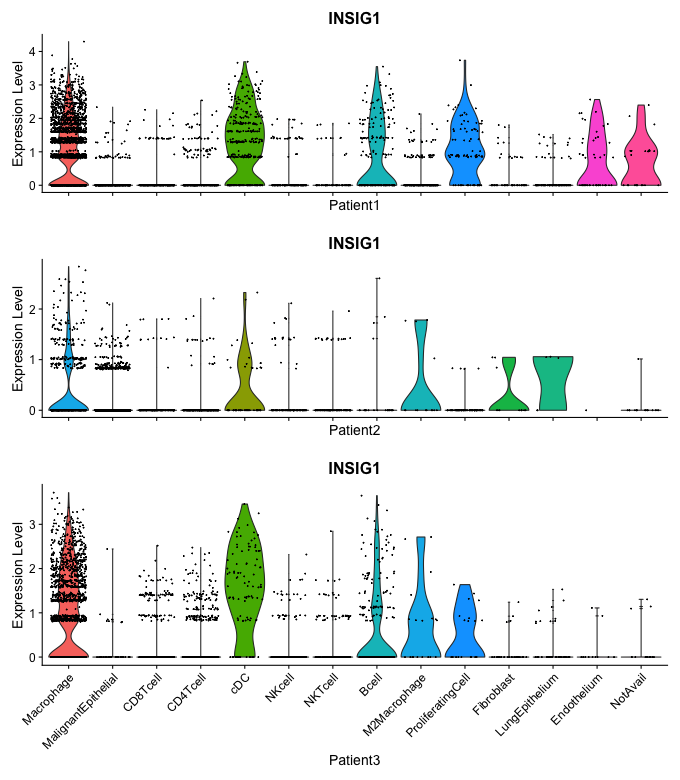 INSIG1
Expression Level
4
3
2
1
0
Patient1
INSIG1
Expression Level
2
1
0
Patient2
INSIG1
Expression Level
3
2
1
0
Macrophage
MalignantEpithelial
CD8Tcell
CD4Tcell
cDC
NKcell
NKTcell
Bcell
M2Macrophage
ProliferatingCell
Fibroblast
LungEpithelium
Endothelium
NotAvail
Patient3